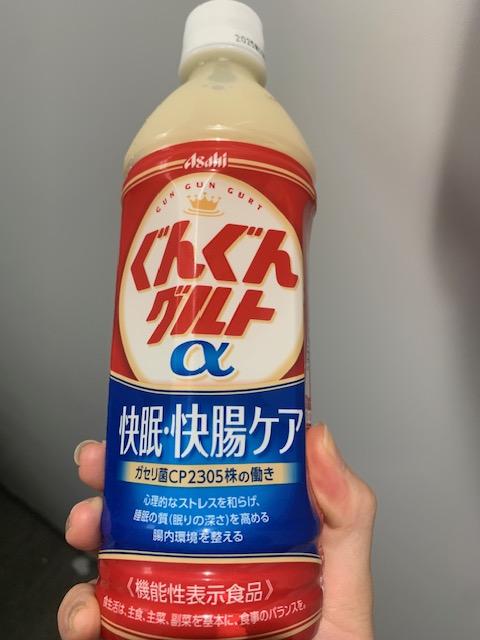 2025
Asahi
GUN GUN GURT
ぐんぐん
グルト
α
快眠・快腸ケア
ガセリ菌CP2305株の働き
心理的なストレスを和らげ、
睡眠の質(眠りの深さ)を高める
腸内環境を整える
《機能性表示食品》
食生活は、主食、主菜、副菜を基本に、食事のバランスを。